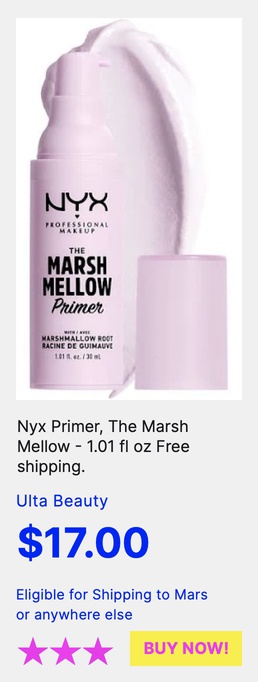 NYX
PROFESSIONAL
MAKEUP
THE
MARSH
MELLOW
Primer
WITH / AVEC
MARSHMALLOW ROOT
RACINE DE GUIMAUVE
1.01 fl. oz. / 30 mL
Nyx Primer, The Marsh
Mellow - 1.01 fl oz Free
shipping.
Ulta Beauty
$17.00
Eligible for Shipping to Mars
or anywhere else
BUY NOW!